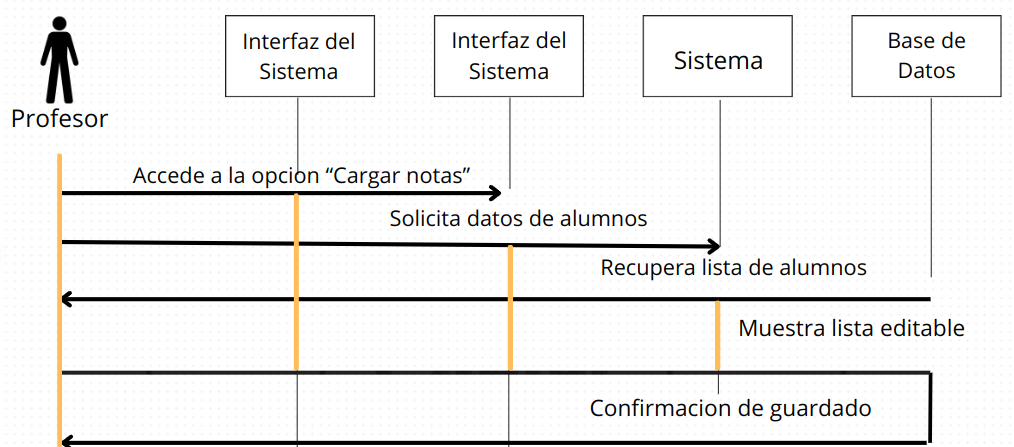 Interfaz del
Sistema
Interfaz del
Sistema
Sistema
Base de
Datos
Profesor
Accede a la opcion “Cargar notas”
Solicita datos de alumnos
Recupera lista de alumnos
Muestra lista editable
Confirmacion de guardado